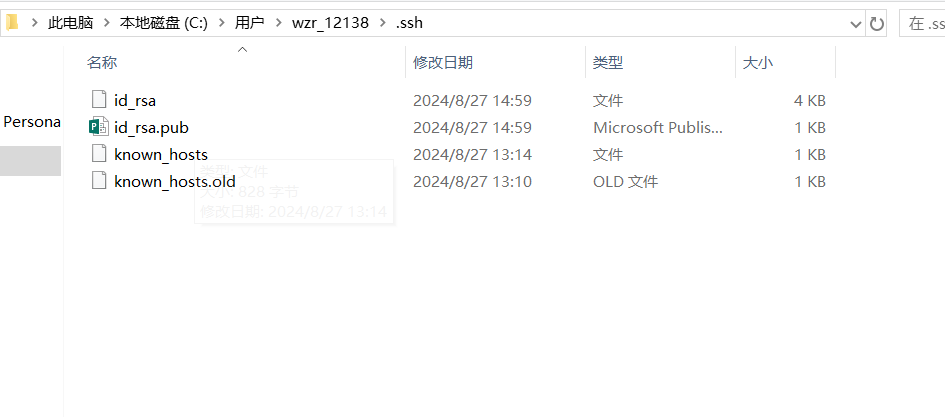 此电脑 > 本地磁盘 (C:) > 用户 > wzr_12138 > .ssh
在 .ss
名称 修改日期 类型 大小
id_rsa 2024/8/27 14:59 文件 4 KB
Persona
id_rsa.pub 2024/8/27 14:59 Microsoft Publis... 1 KB
known_hosts 2024/8/27 13:14 文件 1 KB
类型: 文件
known_hosts.old 2024/8/27 13:10 OLD 文件 1 KB
大小: 828 字节
修改日期: 2024/8/27 13:14